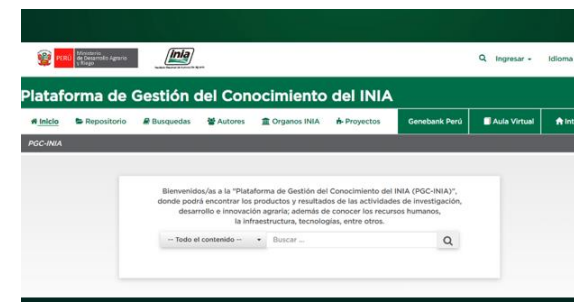 PERÚ
Ministerio
de Desarrollo Agrario
y Riego
inia
Ingresar
Idioma
Plataforma de Gestión del Conocimiento del INIA
Inicio Repositorio Busquedas Autores Organos INIA Proyectos Genebank Perú Aula Virtual Int
PGC-INIA
Bienvenidos/as a la "Plataforma de Gestión del Conocimiento del INIA (PGC-INIA)",
donde podrá encontrar los productos y resultados de las actividades de investigación,
desarrollo e innovación agraria; además de conocer los recursos humanos,
la infraestructura, tecnologías, entre otros.
-- Todo el contenido -- Buscar ...